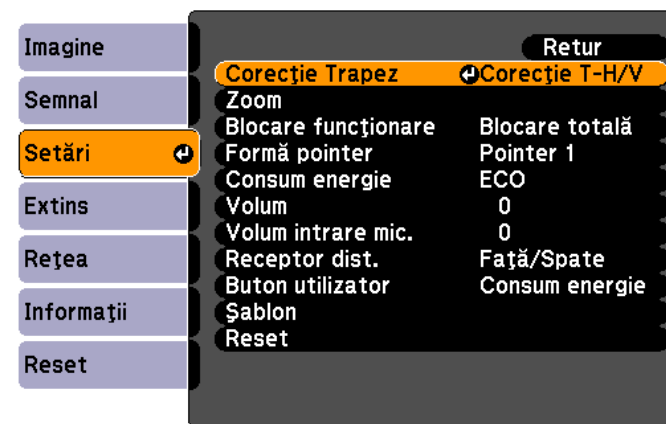 Imagine
Semnal
Setări
Extins
Reţea
Informaţii
Reset
Retur
Corecţie Trapez Corecţie T-H/V
Zoom
Blocare funcţionare Blocare totală
Formă pointer Pointer 1
Consum energie ECO
Volum 0
Volum intrare mic. 0
Receptor dist. Faţă/Spate
Buton utilizator Consum energie
Şablon
Reset